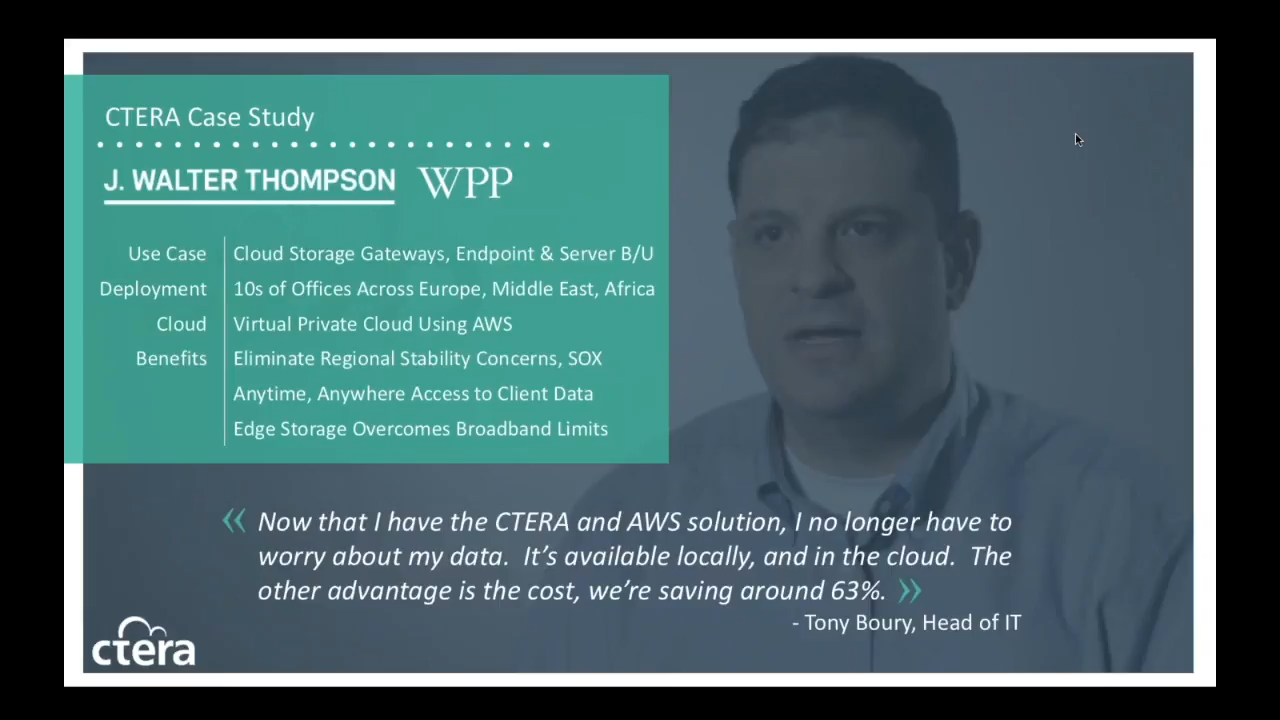 CTERA Case Study
J. WALTER THOMPSON WPP
Use Case Cloud Storage Gateways, Endpoint & Server B/U
Deployment 10s of Offices Across Europe, Middle East, Africa
Cloud Virtual Private Cloud Using AWS
Benefits Eliminate Regional Stability Concerns, SOX
Anytime, Anywhere Access to Client Data
Edge Storage Overcomes Broadband Limits
« Now that I have the CTERA and AWS solution, I no longer have to
worry about my data.  It’s available locally, and in the cloud.  The
other advantage is the cost, we’re saving around 63%. »
- Tony Boury, Head of IT
ctera